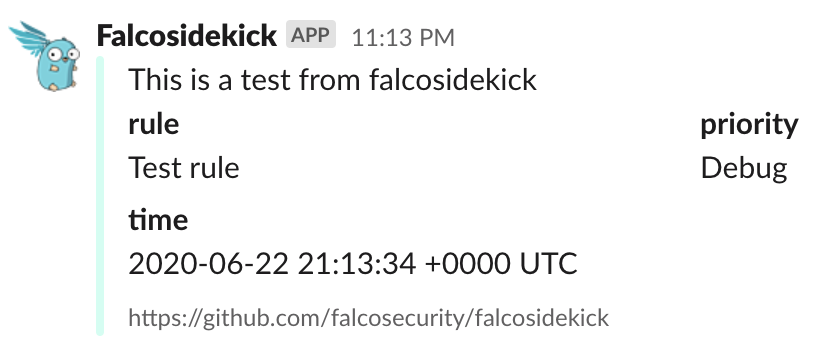 Falcosidekick APP 11:13 PM
This is a test from falcosidekick
rule priority
Test rule Debug
time
2020-06-22 21:13:34 +0000 UTC
https://github.com/falcosecurity/falcosidekick